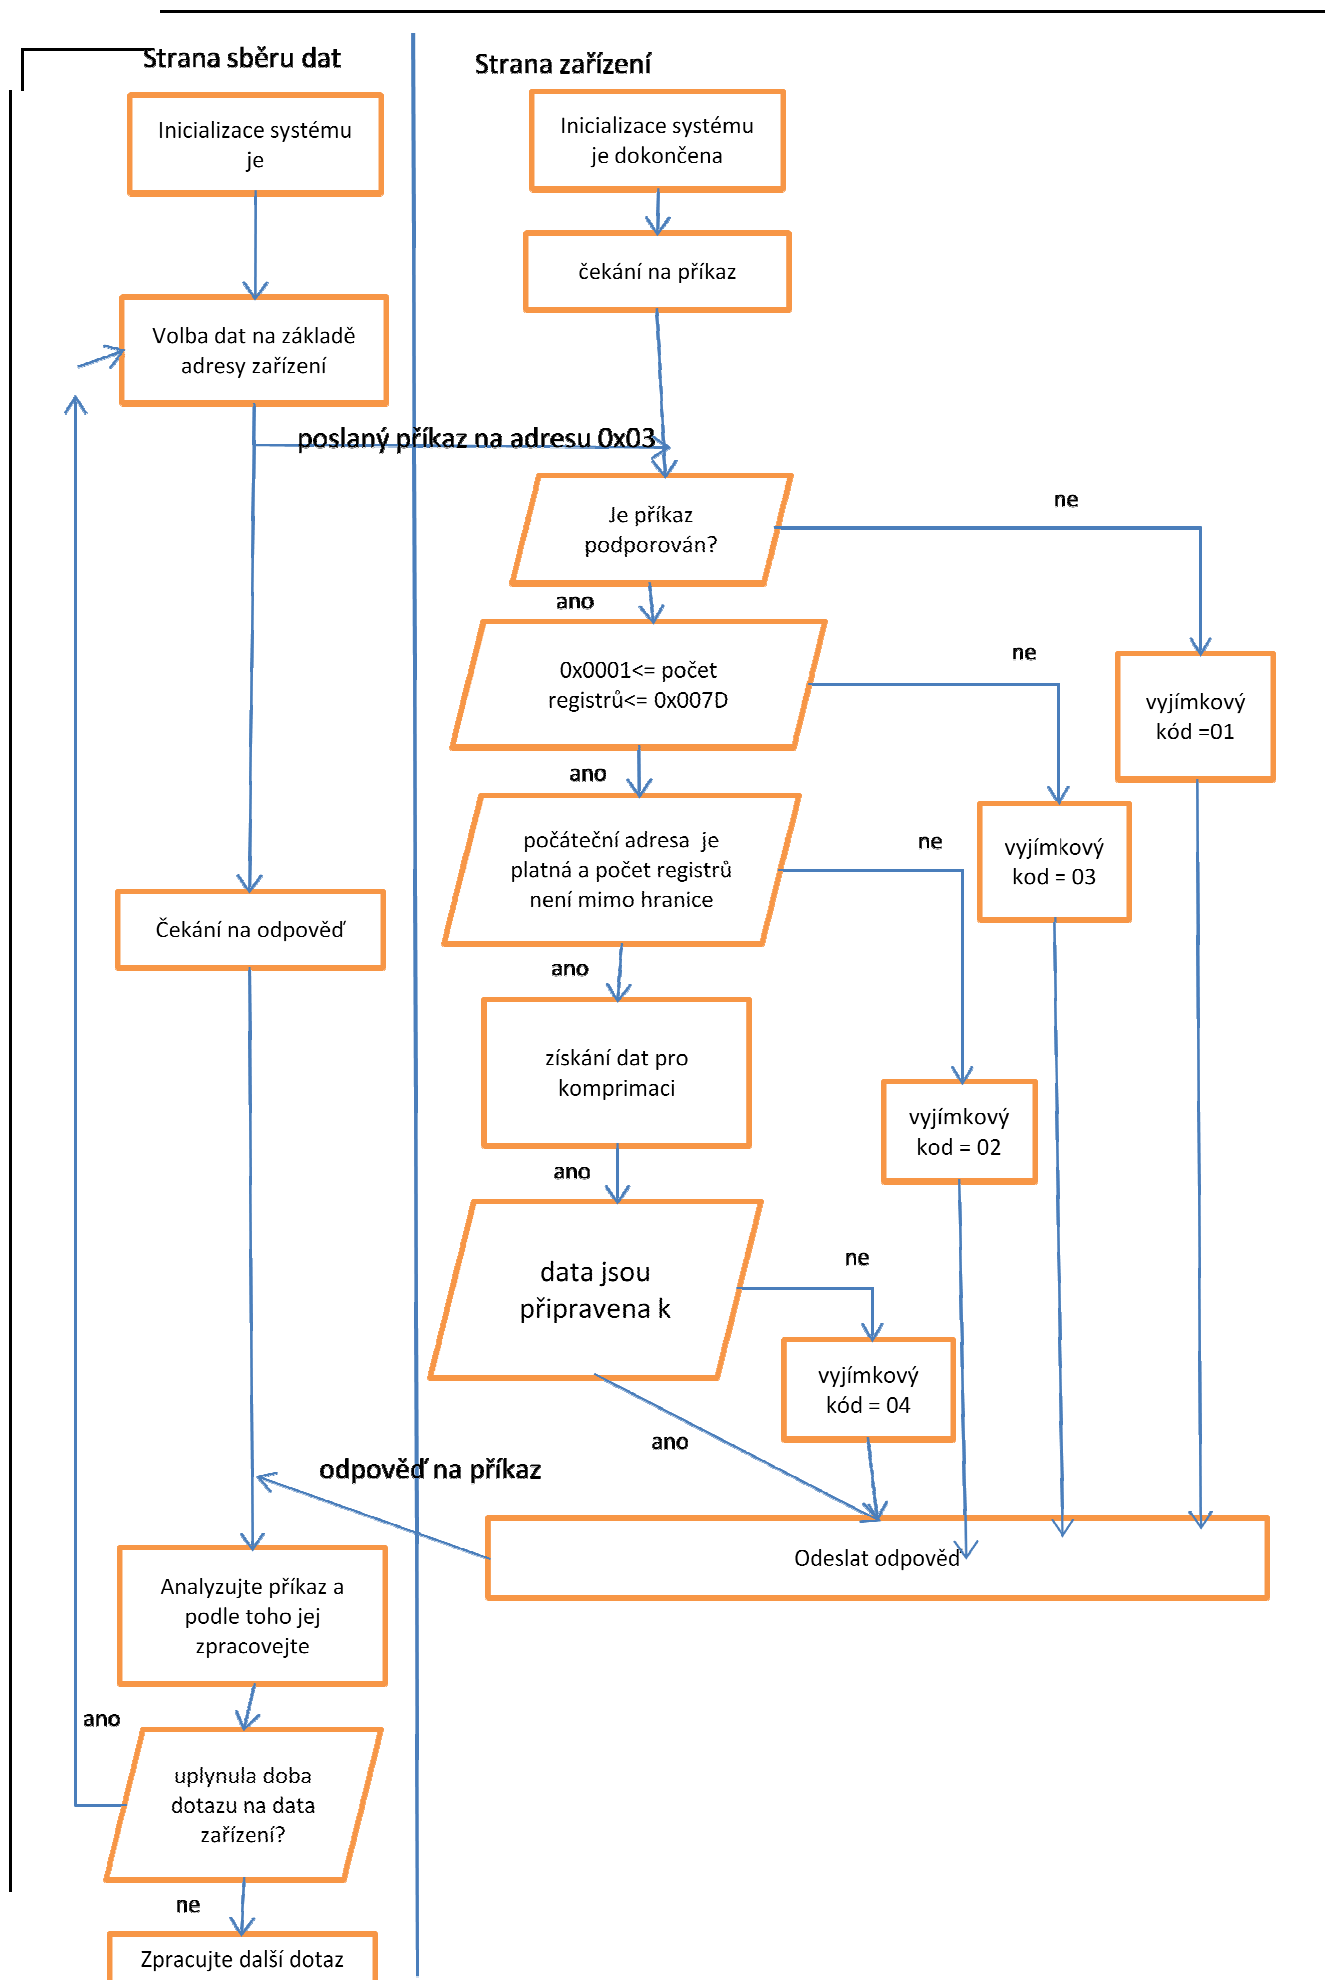 Strana sběru dat
Inicializace systému
je
Volba dat na základě
adresy zařízení
Čekání na odpověď
Analyzujte příkaz a
podle toho jej
zpracovejte
ano
uplynula doba
dotazu na data
zařízení?
ne
Zpracujte další dotaz
Strana zařízení
Inicializace systému
je dokončena
čekání na příkaz
poslaný příkaz na adresu 0x03
Je příkaz
podporován?
ne
ano
0x0001<= počet
registrů<= 0x007D
ne
vyjímkový
kód =01
ano
počáteční adresa je
platná a počet registrů
není mimo hranice
ne
vyjímkový
kod = 03
ano
získání dat pro
komprimaci
vyjímkový
kod = 02
ano
data jsou
připravena k
ne
vyjímkový
kód = 04
ano
odpověď na příkaz
Odeslat odpověď